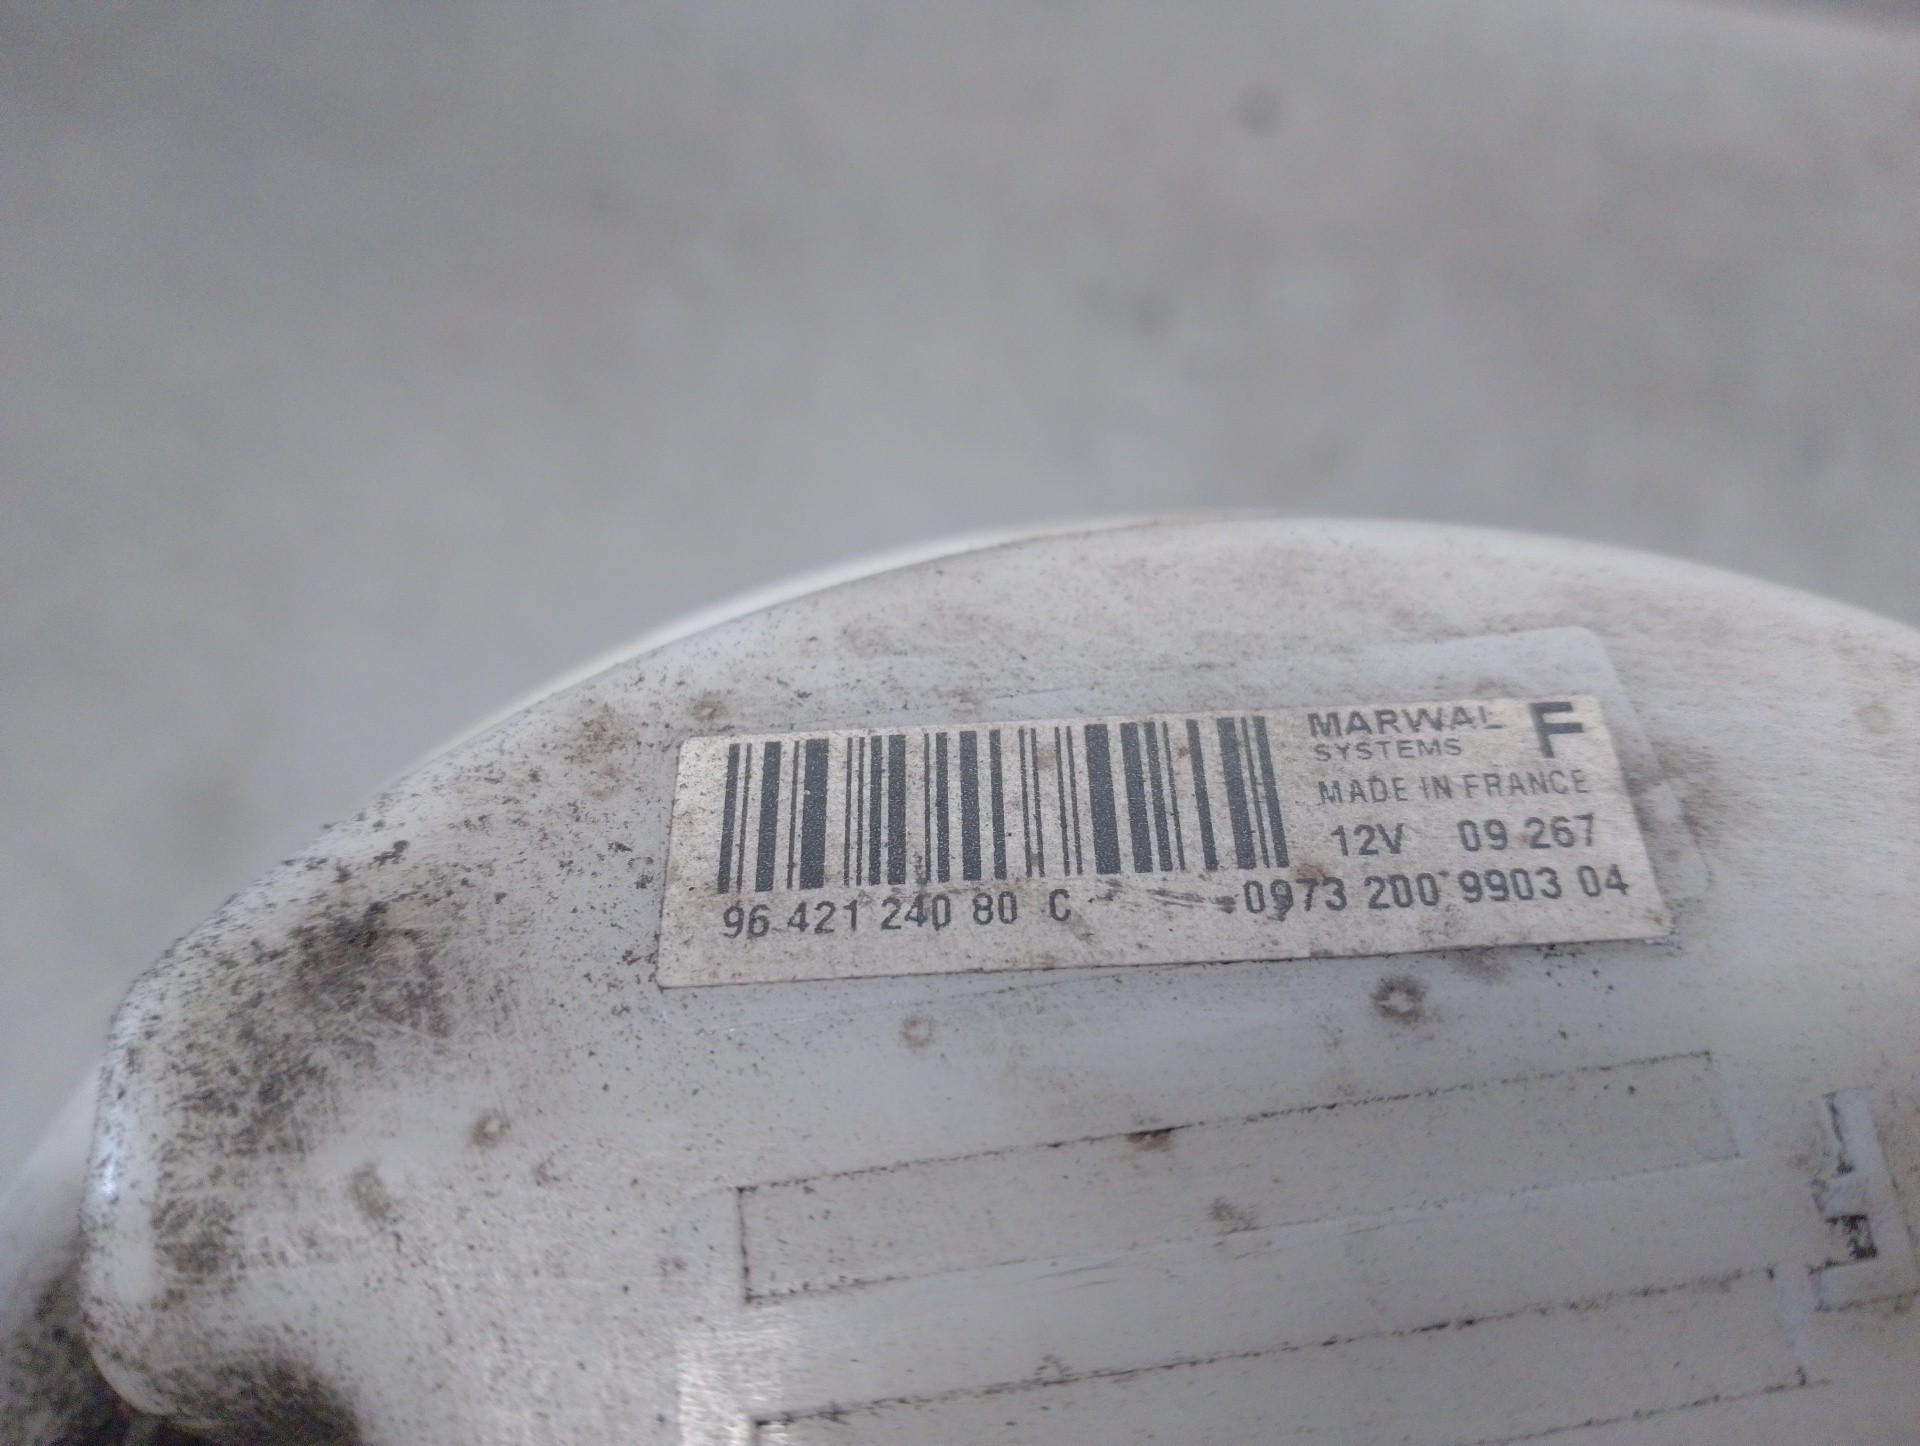 MARWAL F
SYSTEMS
MADE IN FRANCE
12V 09 267
96 421 240 80 C 0973 200 9903 04